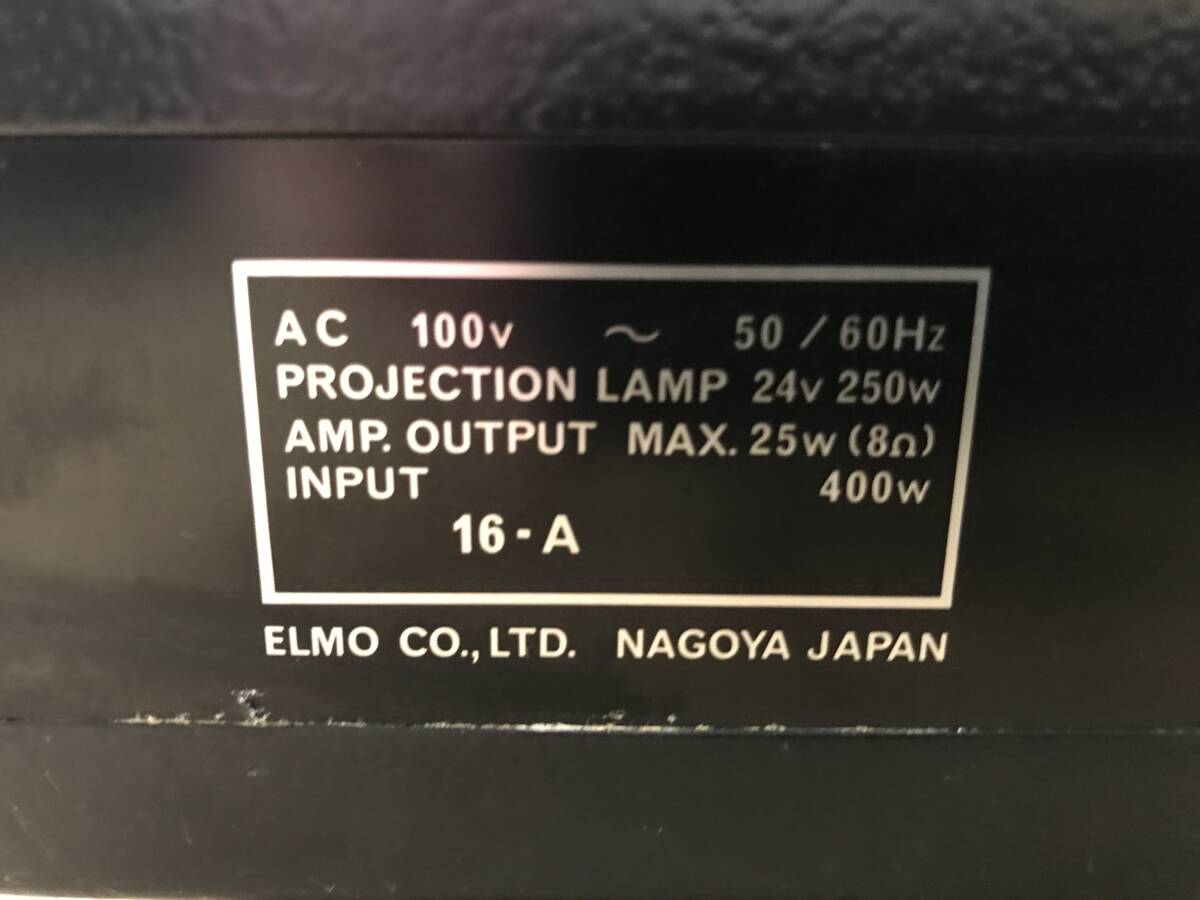 AC 100v ~ 50 / 60Hz
PROJECTION LAMP 24v 250w
AMP. OUTPUT MAX. 25w (8Ω)
INPUT 400w
16-A
ELMO CO., LTD. NAGOYA JAPAN